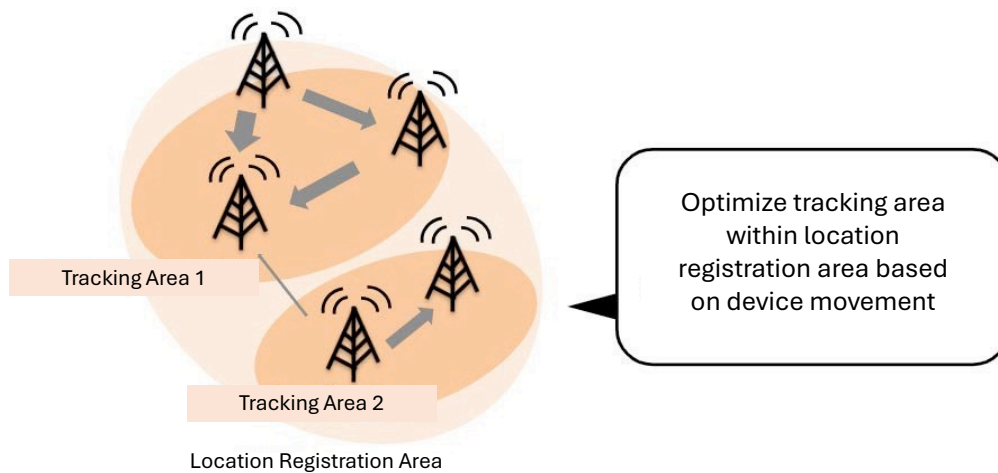 Tracking Area 1
Optimize tracking area
within location
registration area based
on device movement
Tracking Area 2
Location Registration Area